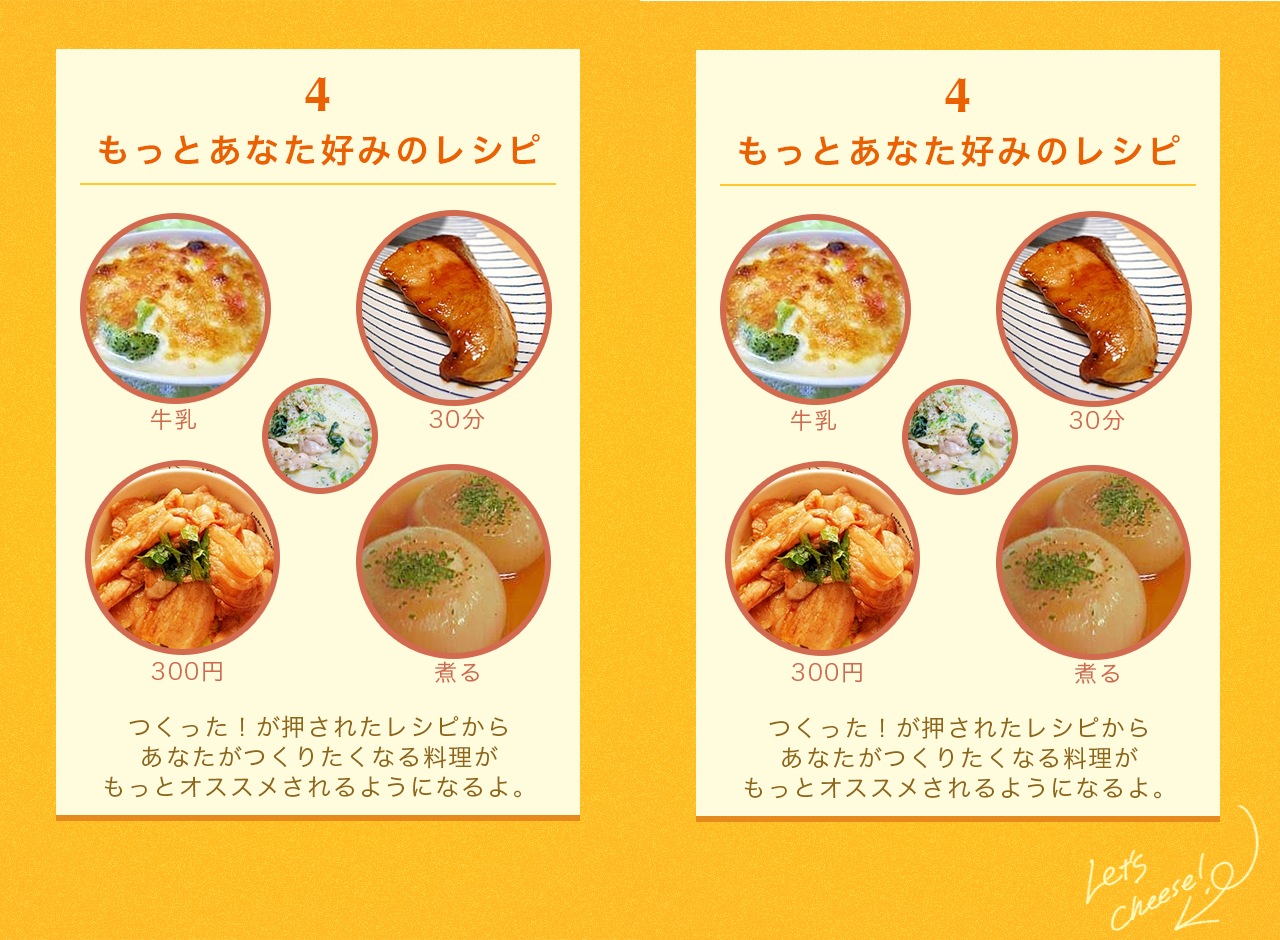 4
もっとあなた好みのレシピ
牛乳
30分
300円
煮る
つくった！が押されたレシピから
あなたがつくりたくなる料理が
もっとオススメされるようになるよ。
4
もっとあなた好みのレシピ
牛乳
30分
300円
煮る
つくった！が押されたレシピから
あなたがつくりたくなる料理が
もっとオススメされるようになるよ。
Let's
cheese!